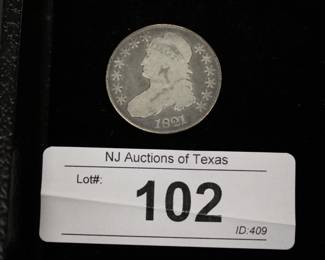 1821
NJ Auctions of Texas
Lot#:
102
ID:409